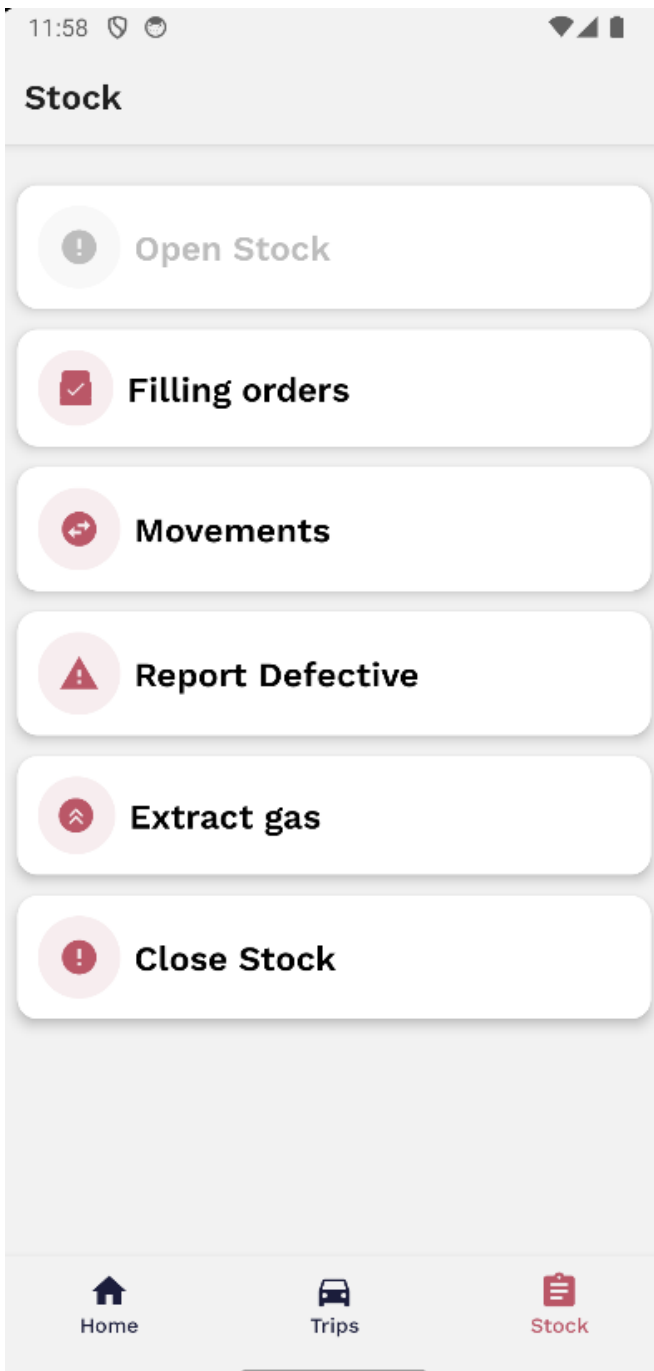 11:58
Stock
Open Stock
Filling orders
Movements
Report Defective
Extract gas
Close Stock
Home Trips Stock